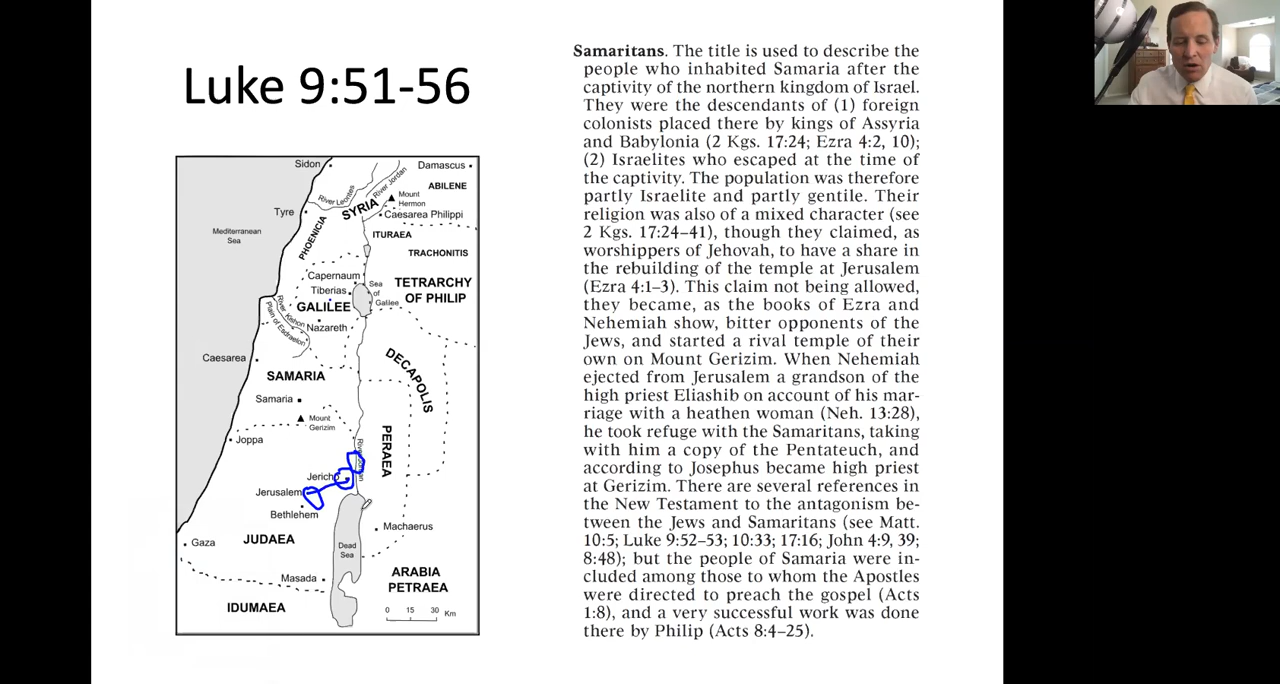 Luke 9:51-56
Sidon
Damascus
ABILENE
River Leontes
River Jordan
Mount
Hermon
SYRIA
Tyre
Caesarea Philippi
PHOENICIA
Mediterranean
Sea
ITURAEA
TRACHONITIS
Capernaum
Tiberias
Sea
of
Galilee
TETRARCHY
OF PHILIP
GALILEE
River Kishon
Plain of Esdraelon
Nazareth
Caesarea
DECAPOLIS
SAMARIA
Samaria
Mount
Gerizim
Joppa
PERAEA
River Jordan
Jericho
Jerusalem
Bethlehem
Machaerus
JUDAEA
Gaza
Dead
Sea
Masada
ARABIA
PETRAEA
IDUMAEA
0 15 30 Km
Samaritans. The title is used to describe the
people who inhabited Samaria after the
captivity of the northern kingdom of Israel.
They were the descendants of (1) foreign
colonists placed there by kings of Assyria
and Babylonia (2 Kgs. 17:24; Ezra 4:2, 10);
(2) Israelites who escaped at the time of
the captivity. The population was therefore
partly Israelite and partly gentile. Their
religion was also of a mixed character (see
2 Kgs. 17:24–41), though they claimed, as
worshippers of Jehovah, to have a share in
the rebuilding of the temple at Jerusalem
(Ezra 4:1–3). This claim not being allowed,
they became, as the books of Ezra and
Nehemiah show, bitter opponents of the
Jews, and started a rival temple of their
own on Mount Gerizim. When Nehemiah
ejected from Jerusalem a grandson of the
high priest Eliashib on account of his mar-
riage with a heathen woman (Neh. 13:28),
he took refuge with the Samaritans, taking
with him a copy of the Pentateuch, and
according to Josephus became high priest
at Gerizim. There are several references in
the New Testament to the antagonism be-
tween the Jews and Samaritans (see Matt.
10:5; Luke 9:52–53; 10:33; 17:16; John 4:9, 39;
8:48); but the people of Samaria were in-
cluded among those to whom the Apostles
were directed to preach the gospel (Acts
1:8), and a very successful work was done
there by Philip (Acts 8:4–25).